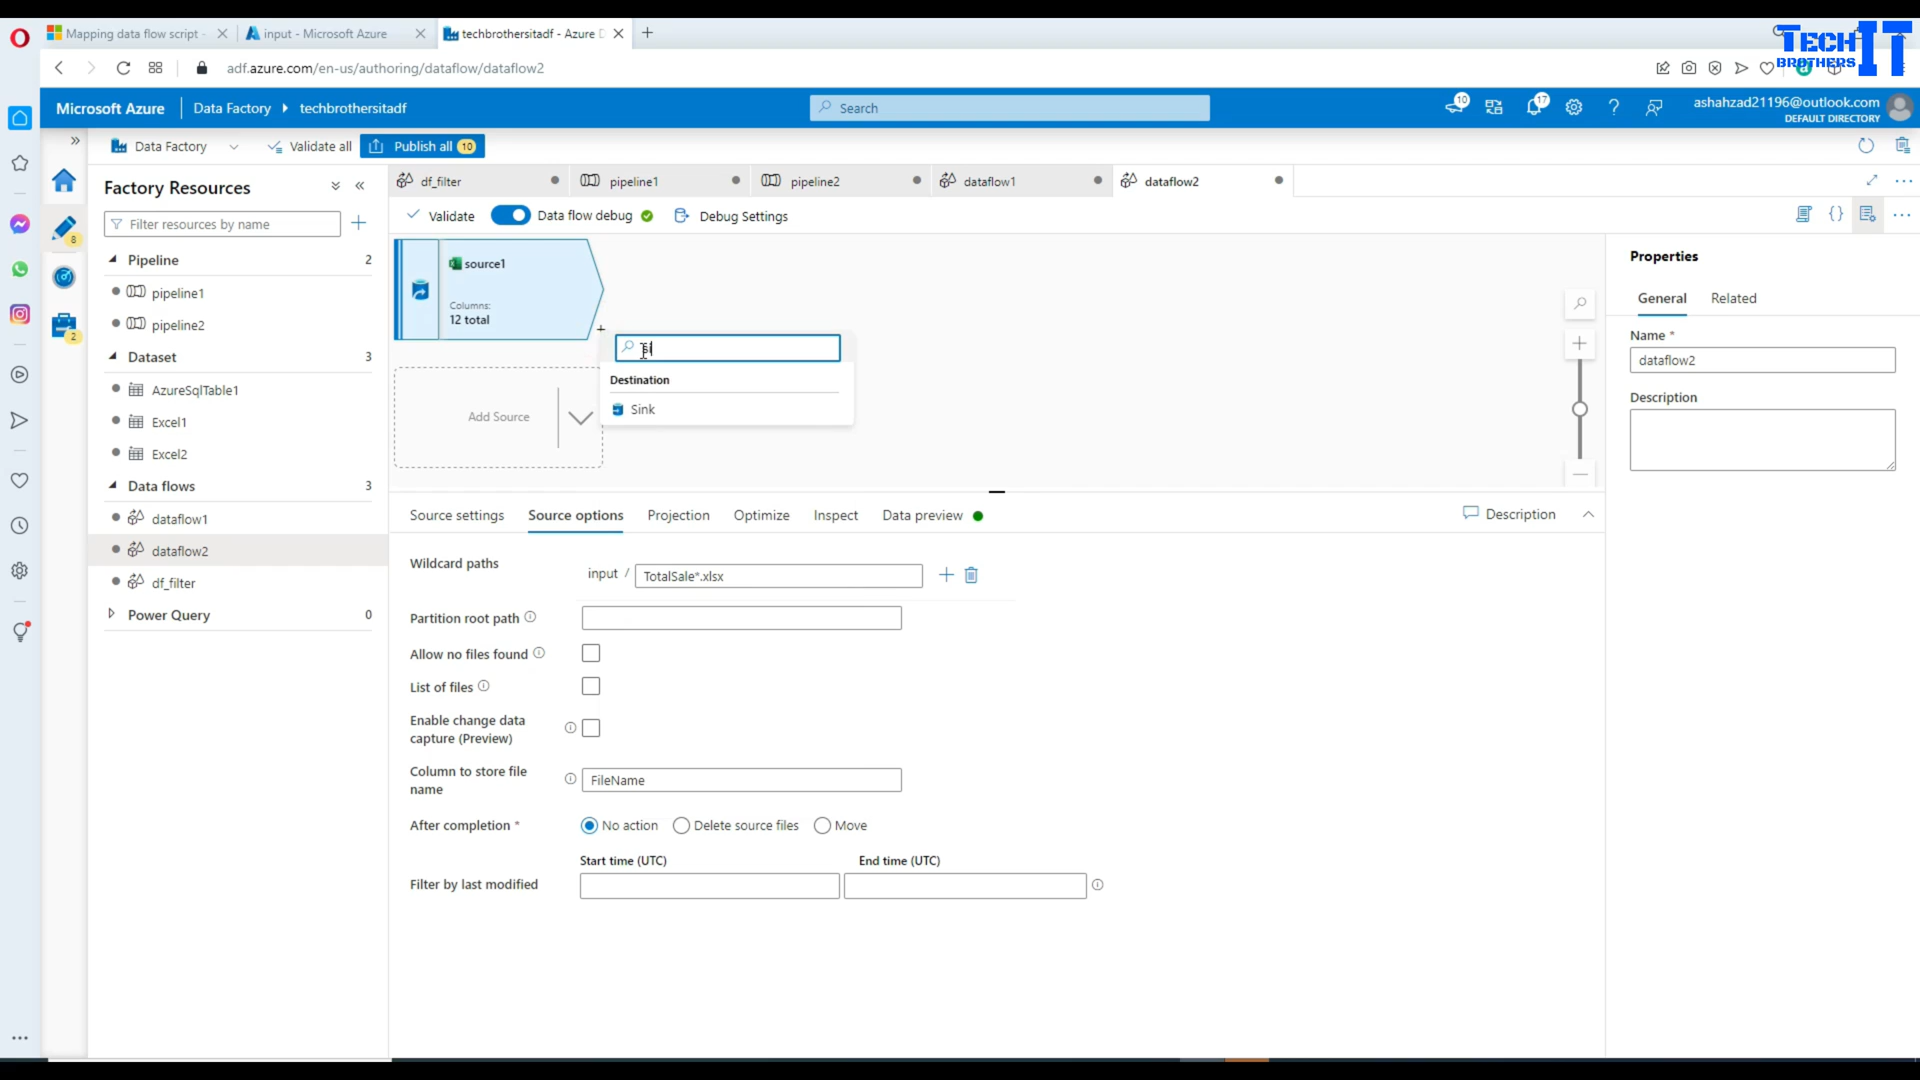 Mapping data flow script -
input - Microsoft Azure
techbrothersitadf - Azure D
TECH IT
BROTHERS
adf.azure.com/en-us/authoring/dataflow/dataflow2
Microsoft Azure
Data Factory
techbrothersitadf
Search
10
17
ashahzad21196@outlook.com
DEFAULT DIRECTORY
Data Factory
Validate all
Publish all 10
Factory Resources
Filter resources by name
8
2
Pipeline 2
pipeline1
pipeline2
Dataset 3
AzureSqlTable1
Excel1
Excel2
Data flows 3
dataflow1
dataflow2
df_filter
Power Query 0
df_filter
pipeline1
pipeline2
dataflow1
dataflow2
Validate
Data flow debug
Debug Settings
source1
Columns:
12 total
Add Source
Destination
Sink
Source settings
Source options
Projection
Optimize
Inspect
Data preview
Description
Wildcard paths
input / TotalSale*.xlsx
Partition root path
Allow no files found
List of files
Enable change data
capture (Preview)
Column to store file
name
FileName
After completion *
No action
Delete source files
Move
Start time (UTC)
End time (UTC)
Filter by last modified
Properties
General
Related
Name *
dataflow2
Description